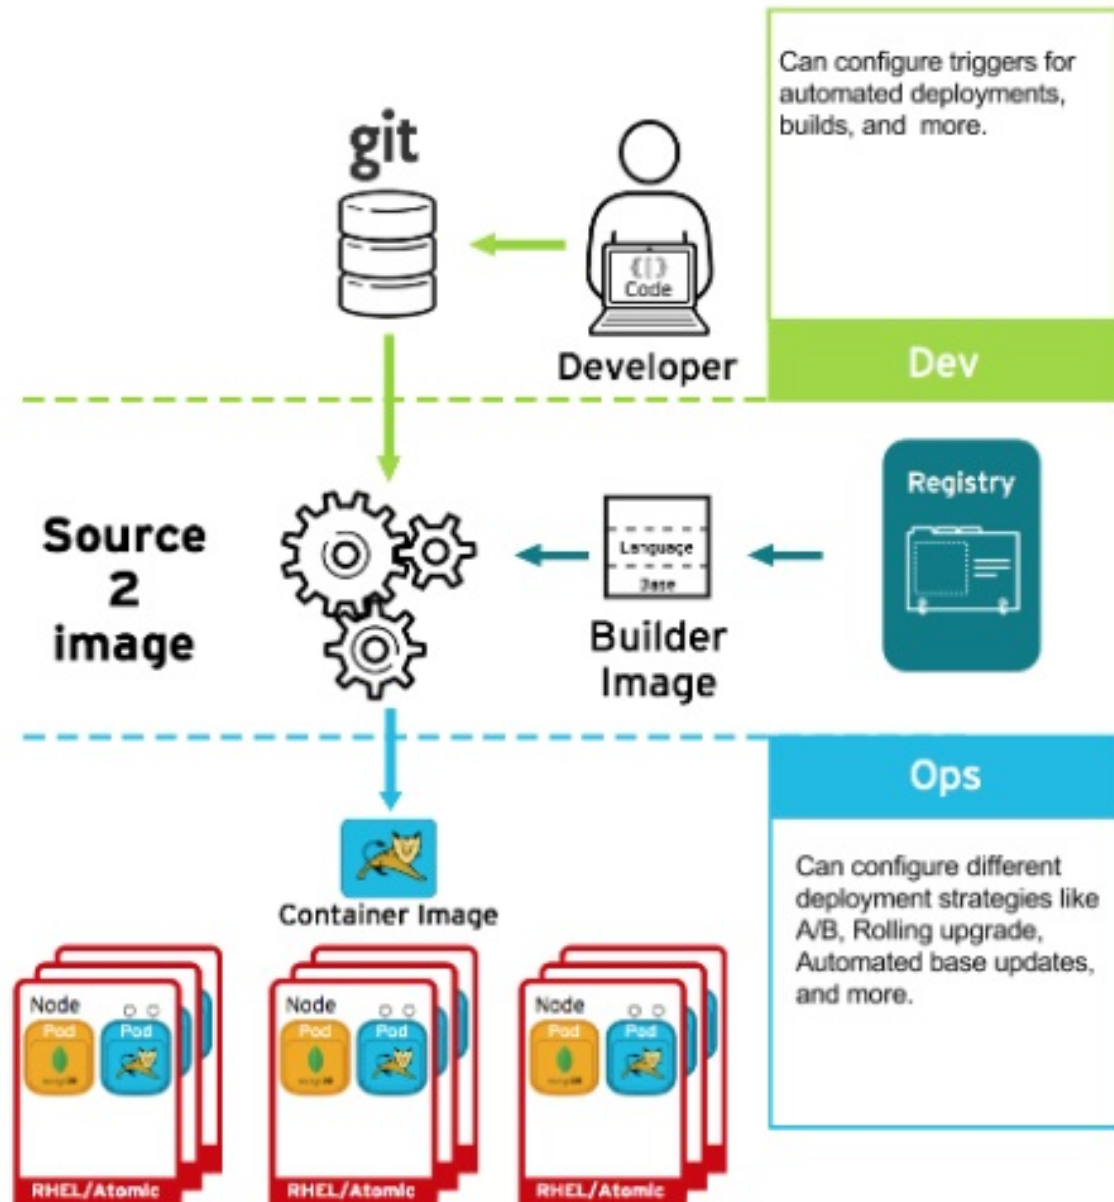 Can configure triggers for
automated deployments,
builds, and more.
git
{[}
Code
Developer
Dev
Source
2
image
Language
Base
Builder
Image
Registry
Ops
Container Image
Can configure different
deployment strategies like
A/B, Rolling upgrade,
Automated base updates,
and more.
Node
Pod
Pod
RHEL/Atomic
Node
Pod
Pod
RHEL/Atomic
Node
Pod
Pod
RHEL/Atomic